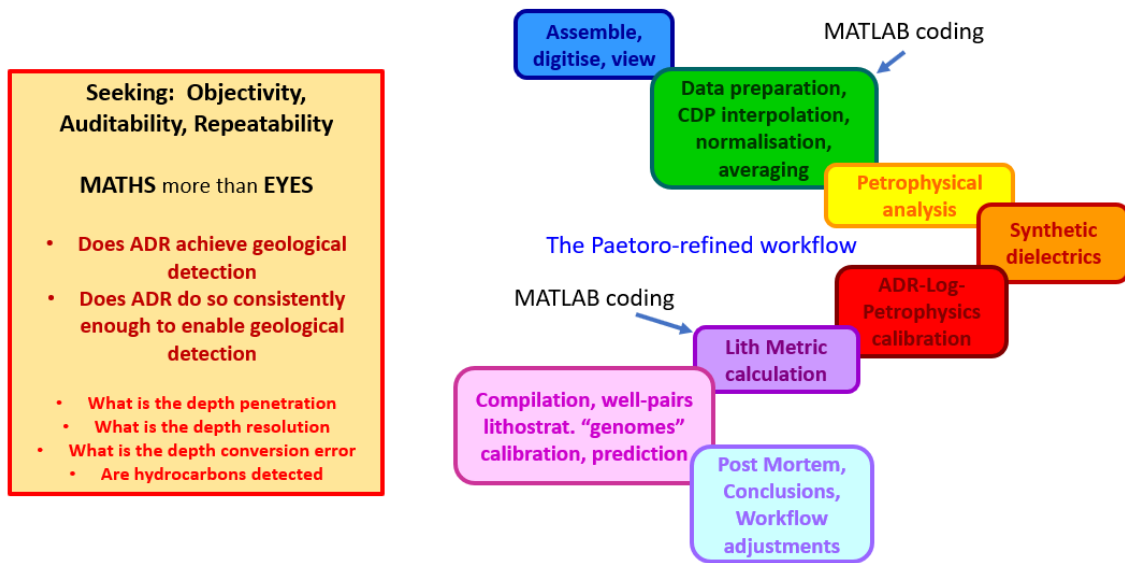 Seeking: Objectivity,
Auditability, Repeatability
MATHS more than EYES
• Does ADR achieve geological
detection
• Does ADR do so consistently
enough to enable geological
detection
• What is the depth penetration
• What is the depth resolution
• What is the depth conversion error
• Are hydrocarbons detected
Assemble,
digitise, view
MATLAB coding
Data preparation,
CDP interpolation,
normalisation,
averaging
Petrophysical
analysis
Synthetic
dielectrics
The Paetoro-refined workflow
ADR-Log-
Petrophysics
calibration
MATLAB coding
Lith Metric
calculation
Compilation, well-pairs
lithostrat. “genomes”
calibration, prediction
Post Mortem,
Conclusions,
Workflow
adjustments